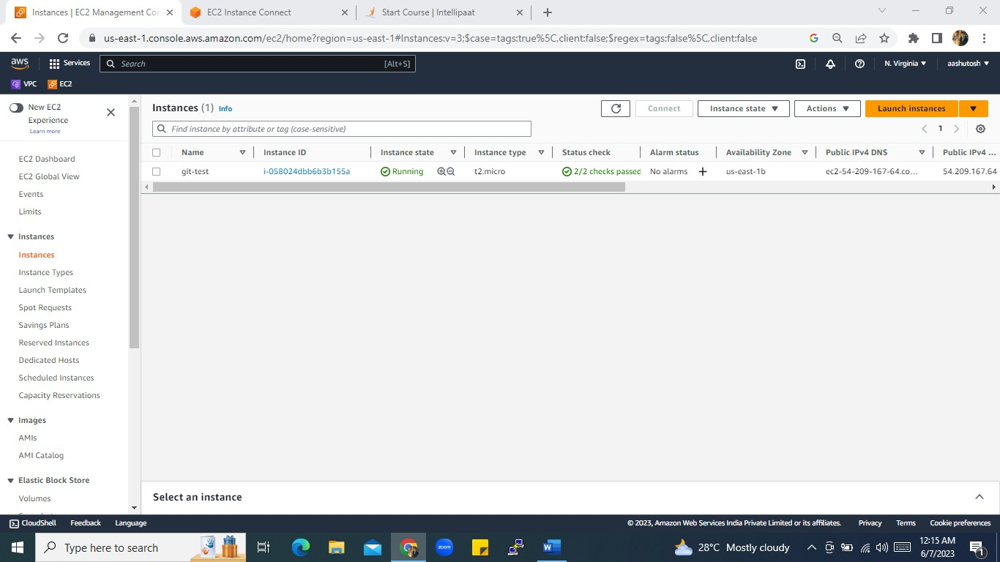 Instances | EC2 Management Con
EC2 Instance Connect
Start Course | Intellipaat
us-east-1.console.aws.amazon.com/ec2/home?region=us-east-1#Instances:v=3;$case=tags:true%5C,client:false;$regex=tags:false%5C,client:false
aws
Services
Search
[Alt+S]
N. Virginia
aashutosh
VPC
EC2
New EC2
Experience
Learn more
EC2 Dashboard
EC2 Global View
Events
Limits
Instances
Instances
Instance Types
Launch Templates
Spot Requests
Savings Plans
Reserved Instances
Dedicated Hosts
Scheduled Instances
Capacity Reservations
Images
AMIs
AMI Catalog
Elastic Block Store
Volumes
Instances (1) Info
Connect
Instance state
Actions
Launch instances
Find instance by attribute or tag (case-sensitive)
1
Name Instance ID Instance state Instance type Status check Alarm status Availability Zone Public IPv4 DNS Public IPv4 ...
git-test i-058024dbb6b3b155a Running t2.micro 2/2 checks passed No alarms us-east-1b ec2-54-209-167-64.co... 54.209.167.64
Select an instance
CloudShell Feedback Language
© 2023, Amazon Web Services India Private Limited or its affiliates. Privacy Terms Cookie preferences
Type here to search
zoom
28°C Mostly cloudy
12:15 AM
6/7/2023
1